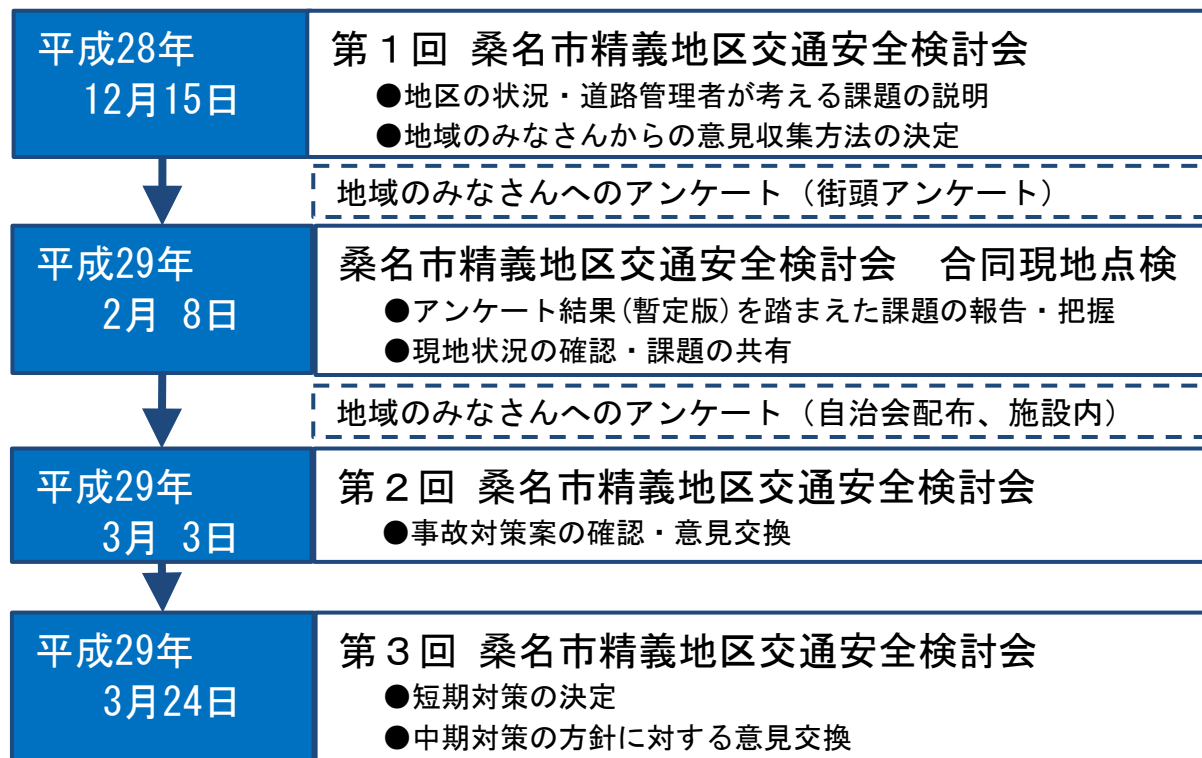 平成28年
12月15日
第１回 桑名市精義地区交通安全検討会
●地区の状況・道路管理者が考える課題の説明
●地域のみなさんからの意見収集方法の決定
地域のみなさんへのアンケート（街頭アンケート）
平成29年
2月 8日
桑名市精義地区交通安全検討会　合同現地点検
●アンケート結果(暫定版)を踏まえた課題の報告・把握
●現地状況の確認・課題の共有
地域のみなさんへのアンケート（自治会配布、施設内）
平成29年
3月 3日
第２回 桑名市精義地区交通安全検討会
●事故対策案の確認・意見交換
平成29年
3月24日
第３回 桑名市精義地区交通安全検討会
●短期対策の決定
●中期対策の方針に対する意見交換